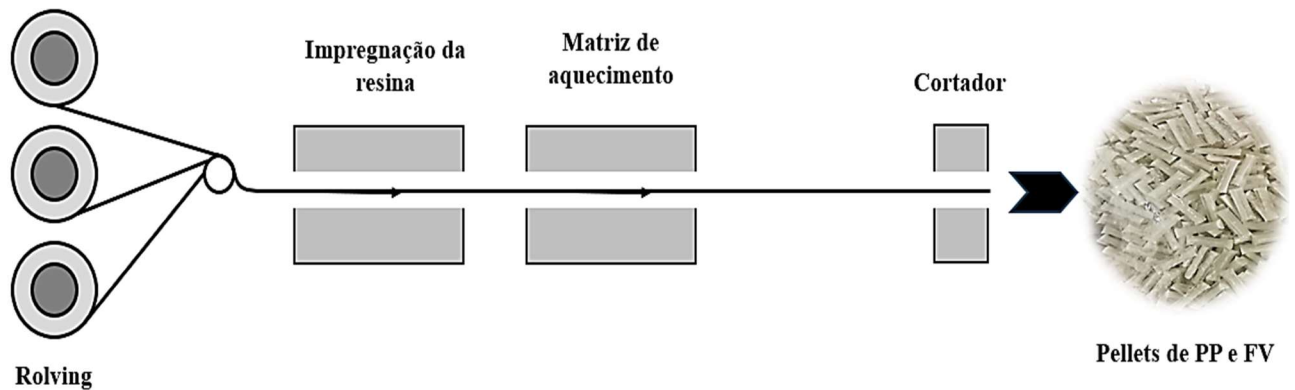 Impregnação da
resina
Matriz de
aquecimento
Cortador
Rolving
Pellets de PP e FV